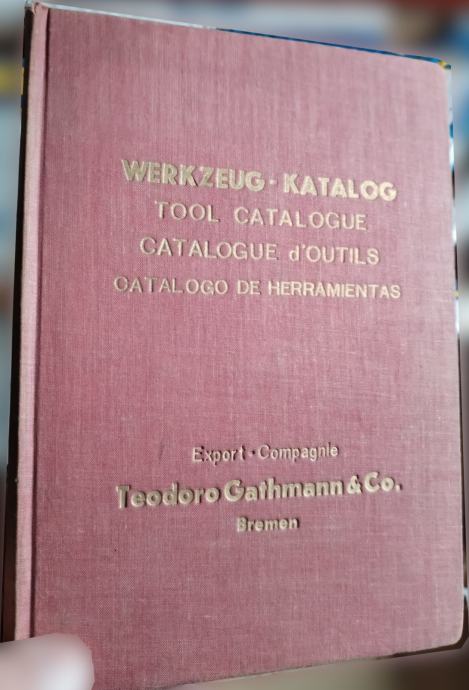 WERKZEUG - KATALOG
TOOL CATALOGUE
CATALOGUE d'OUTILS
CATALOGO DE HERRAMIENTAS
Export - Compagnie
Teodoro Gathmann & Co.
Bremen